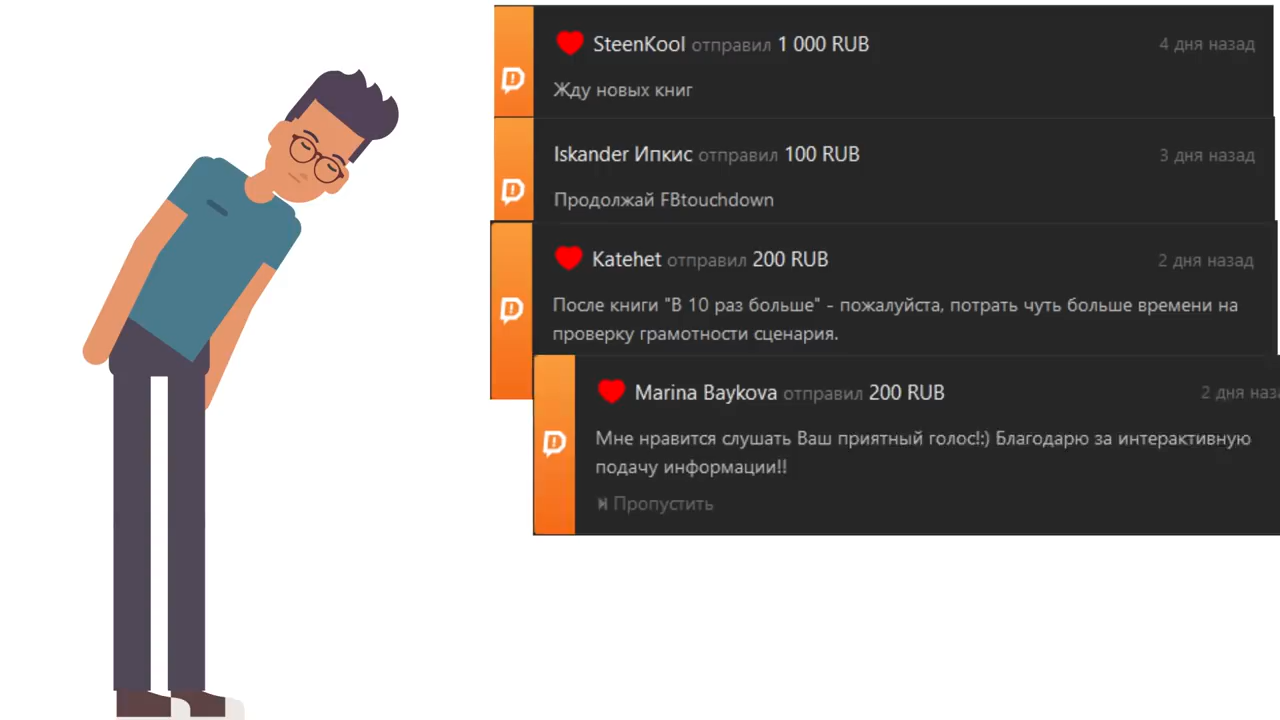 SteenKool отправил 1 000 RUB 4 дня назад
Жду новых книг
Iskander Ипкис отправил 100 RUB 3 дня назад
Продолжай FBtouchdown
Katehet отправил 200 RUB 2 дня назад
После книги "В 10 раз больше" - пожалуйста, потрать чуть больше времени на
проверку грамотности сценария.
Marina Baykova отправил 200 RUB 2 дня наза
Мне нравится слушать Ваш приятный голос!:) Благодарю за интерактивную
подачу информации!!
Пропустить